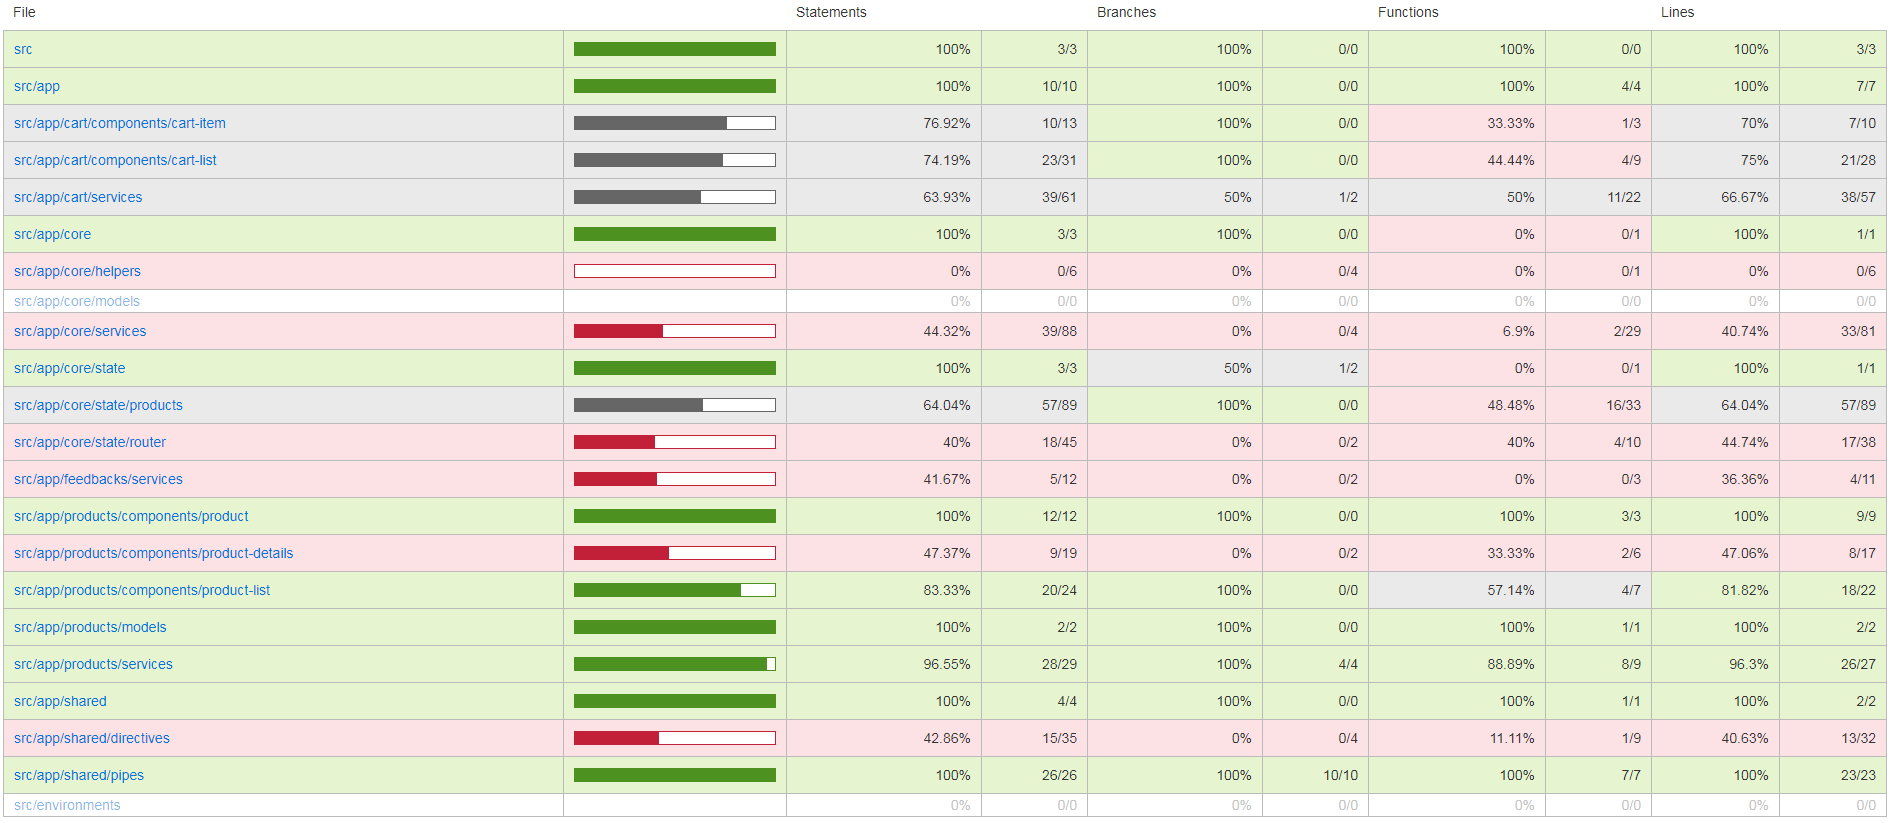 File Statements Branches Functions Lines
src 100% 3/3 100% 0/0 100% 0/0 100% 3/3
src/app 100% 10/10 100% 0/0 100% 4/4 100% 7/7
src/app/cart/components/cart-item 76.92% 10/13 100% 0/0 33.33% 1/3 70% 7/10
src/app/cart/components/cart-list 74.19% 23/31 100% 0/0 44.44% 4/9 75% 21/28
src/app/cart/services 63.93% 39/61 50% 1/2 50% 11/22 66.67% 38/57
src/app/core 100% 3/3 100% 0/0 0% 0/1 100% 1/1
src/app/core/helpers 0% 0/6 0% 0/4 0% 0/1 0% 0/6
src/app/core/models 0% 0/0 0% 0/0 0% 0/0 0% 0/0
src/app/core/services 44.32% 39/88 0% 0/4 6.9% 2/29 40.74% 33/81
src/app/core/state 100% 3/3 50% 1/2 0% 0/1 100% 1/1
src/app/core/state/products 64.04% 57/89 100% 0/0 48.48% 16/33 64.04% 57/89
src/app/core/state/router 40% 18/45 0% 0/2 40% 4/10 44.74% 17/38
src/app/feedbacks/services 41.67% 5/12 0% 0/2 0% 0/3 36.36% 4/11
src/app/products/components/product 100% 12/12 100% 0/0 100% 3/3 100% 9/9
src/app/products/components/product-details 47.37% 9/19 0% 0/2 33.33% 2/6 47.06% 8/17
src/app/products/components/product-list 83.33% 20/24 100% 0/0 57.14% 4/7 81.82% 18/22
src/app/products/models 100% 2/2 100% 0/0 100% 1/1 100% 2/2
src/app/products/services 96.55% 28/29 100% 4/4 88.89% 8/9 96.3% 26/27
src/app/shared 100% 4/4 100% 0/0 100% 1/1 100% 2/2
src/app/shared/directives 42.86% 15/35 0% 0/4 11.11% 1/9 40.63% 13/32
src/app/shared/pipes 100% 26/26 100% 10/10 100% 7/7 100% 23/23
src/environments 0% 0/0 0% 0/0 0% 0/0 0% 0/0